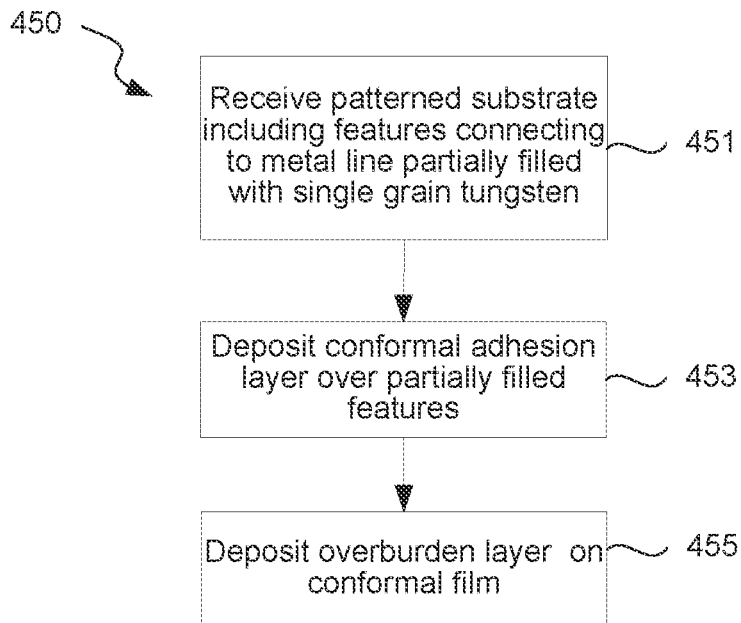 450
Receive patterned substrate
including features connecting
to metal line partially filled
with single grain tungsten
451
Deposit conformal adhesion
layer over partially filled
features
453
Deposit overburden layer on
conformal film
455